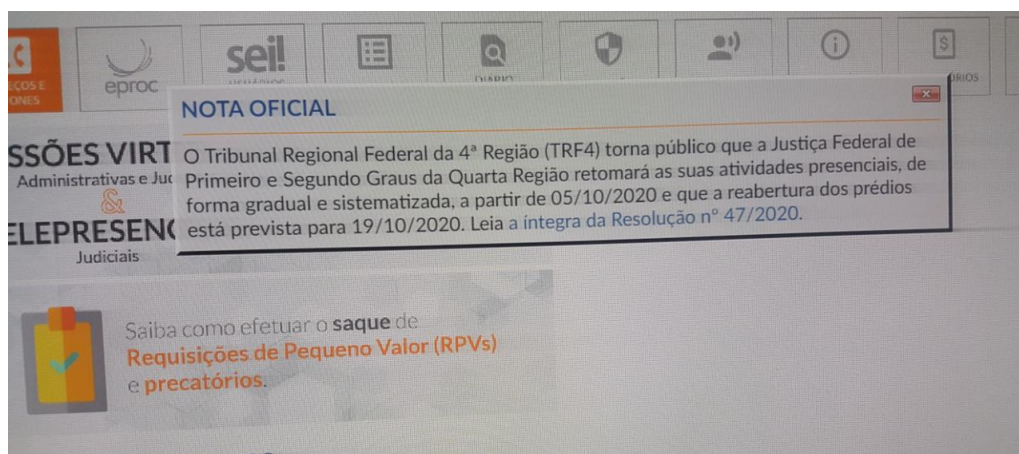 eproc
sei!
NOTA OFICIAL
O Tribunal Regional Federal da 4ª Região (TRF4) torna público que a Justiça Federal de
Primeiro e Segundo Graus da Quarta Região retomará as suas atividades presenciais, de
forma gradual e sistematizada, a partir de 05/10/2020 e que a reabertura dos prédios
está prevista para 19/10/2020. Leia a íntegra da Resolução nº 47/2020.
SSÕES VIRT
Administrativas e Jud
&
ELEPRESENC
Judiciais
Saiba como efetuar o saque de
Requisições de Pequeno Valor (RPVs)
e precatórios.